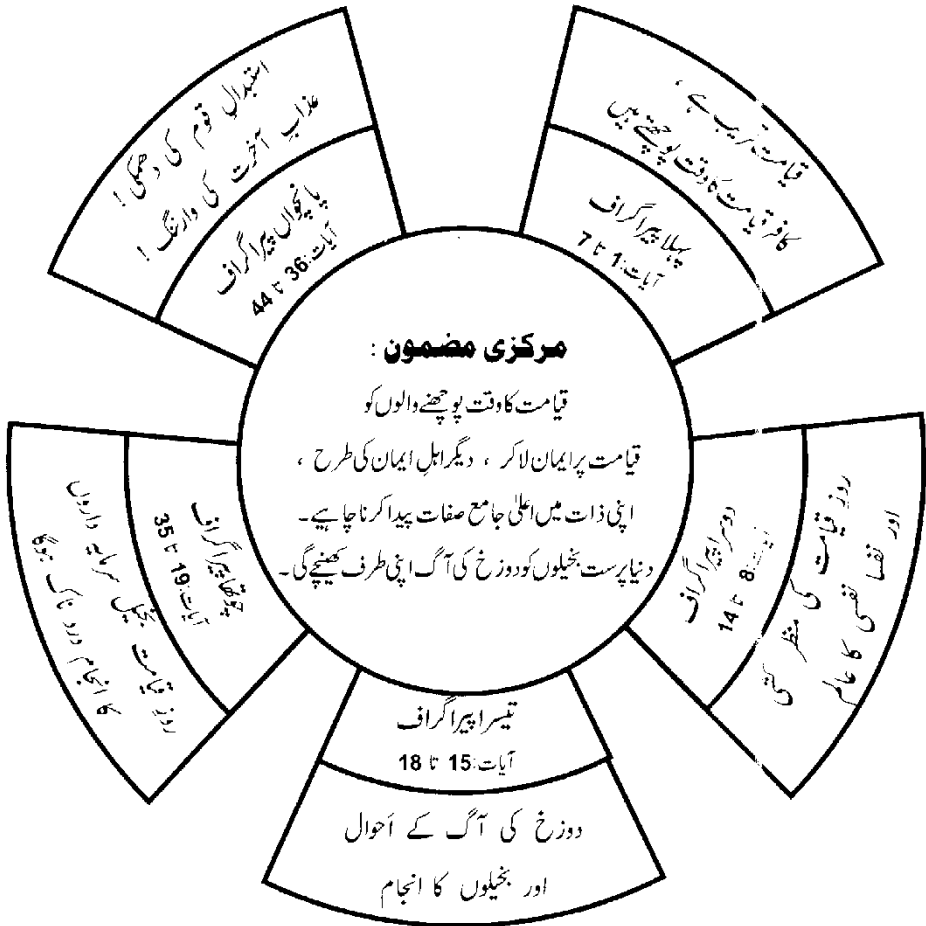 مرکزی مضمون :
قیامت کا وقت پوچھنے والوں کو
قیامت پر ایمان لا کر ، دیگر اہلِ ایمان کی طرح ،
اپنی ذات میں اعلیٰ جامع صفات پیدا کرنا چاہیے۔
دنیا پرست بخیلوں کو دوزخ کی آگ اپنی طرف کھینچے گی۔
قیامت قریب ہے ،
کافر قیامت کا وقت پوچھتے ہیں
پہلا پیراگراف
آیات:1 تا 7
اور نفسا نفسی کا عالم
روزِ قیامت کی منظر کشی
دوسرا پیراگراف
آیات:8 تا 14
تیسرا پیراگراف
آیات:15 تا 18
دوزخ کی آگ کے اَحوال
اور بخیلوں کا انجام
چوتھا پیراگراف
آیات:19 تا 35
روزِ قیامت بخیل سرمایہ داروں
کا انجام درد ناک ہوگا
استبدالِ قوم کی دھمکی !
عذابِ آخرت کی وارننگ !
پانچواں پیراگراف
آیات:36 تا 44